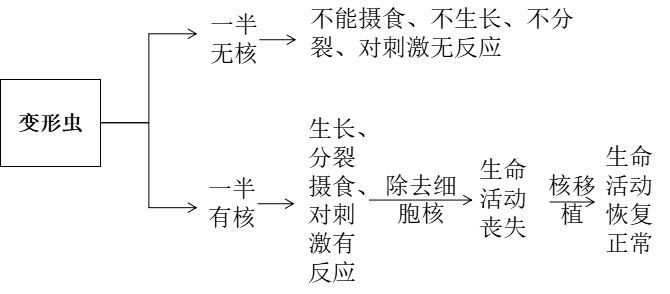 变形虫
一半
无核
不能摄食、不生长、不分
裂、对刺激无反应
一半
有核
生长、
分裂
摄食、
对刺
激有
反应
除去细
胞核
生命
活动
丧失
核移
植
生命
活动
恢复
正常